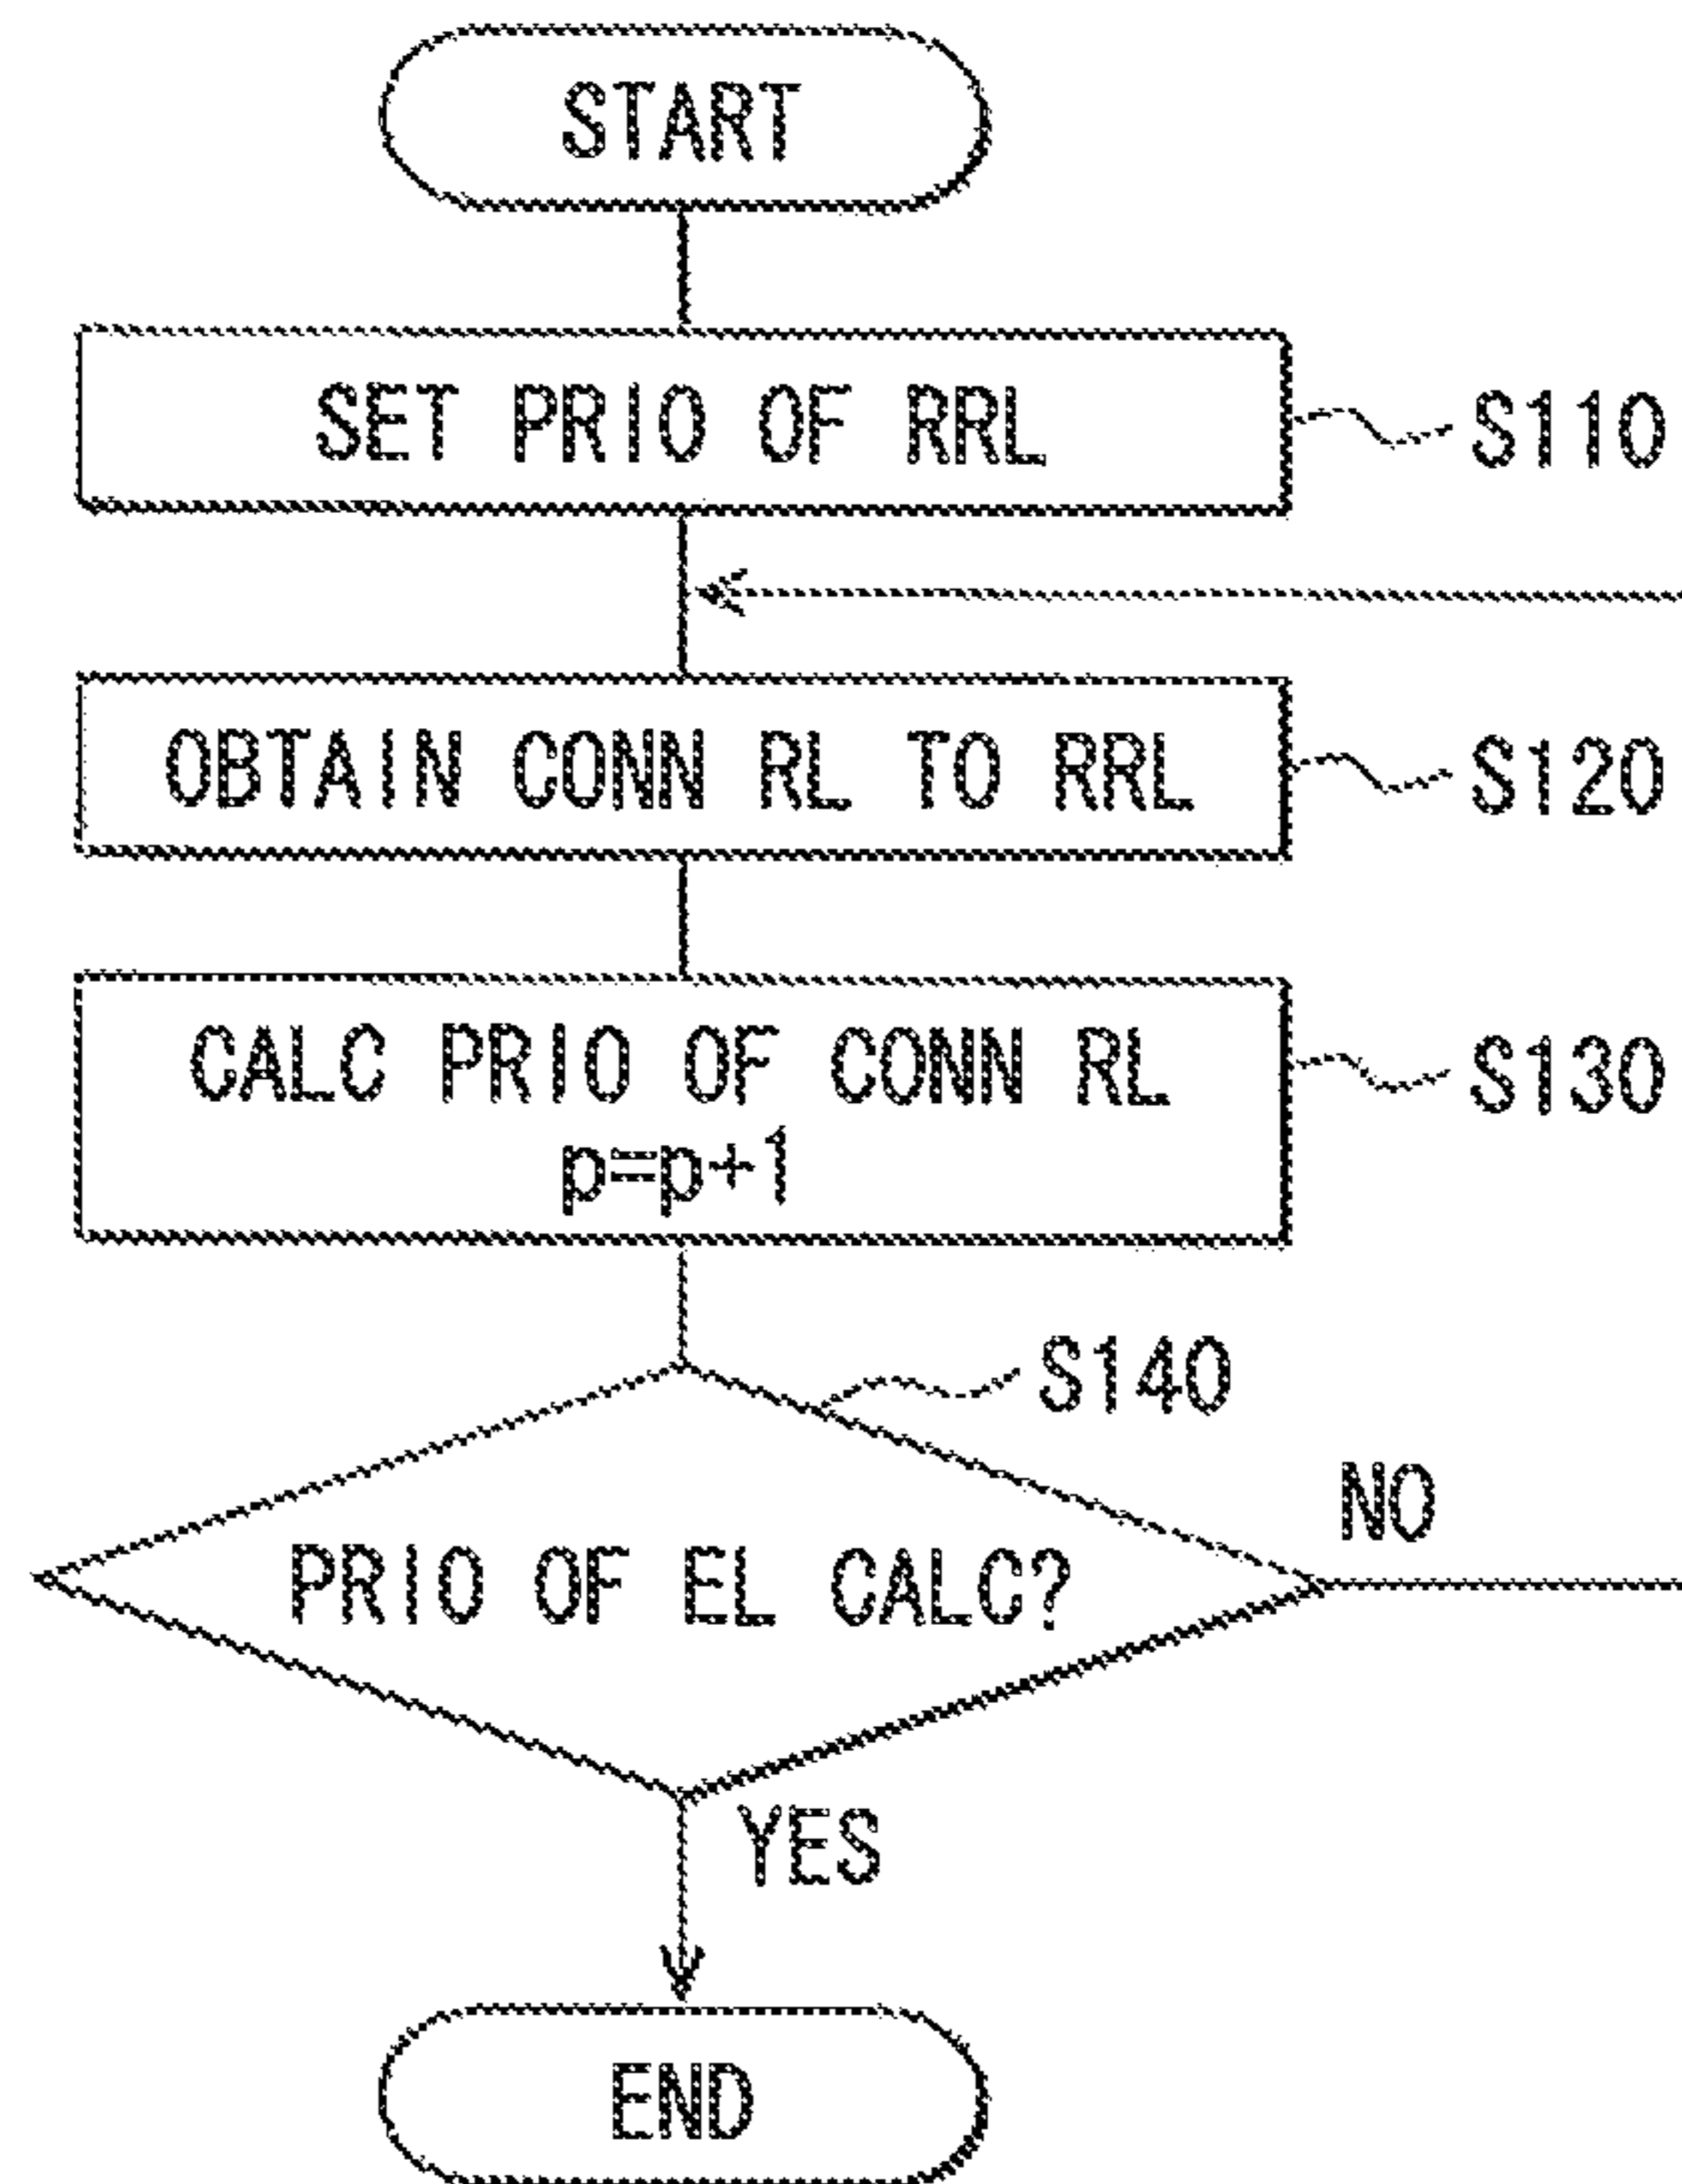 START
SET PRIO OF RRL
S110
OBTAIN CONN RL TO RRL
S120
CALC PRIO OF CONN RL
p=p+1
S130
S140
PRIO OF EL CALC?
NO
YES
END